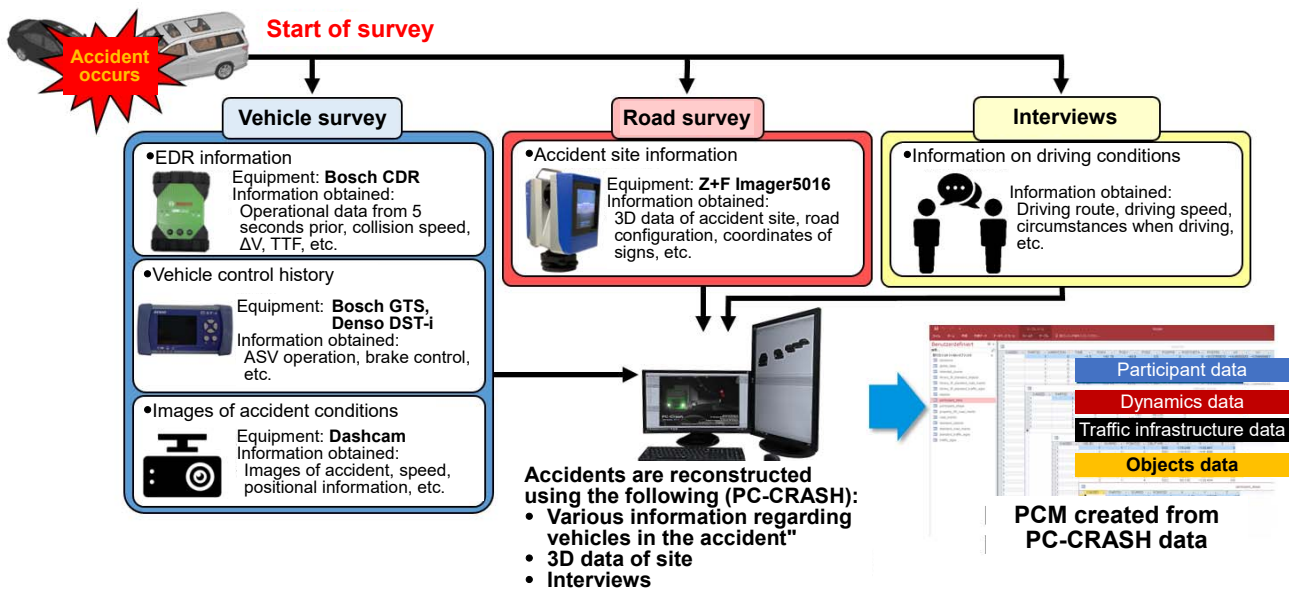 Accident
occurs
Start of survey
Vehicle survey
•EDR information
Equipment: Bosch CDR
Information obtained:
Operational data from 5
seconds prior, collision speed,
ΔV, TTF, etc.
•Vehicle control history
Equipment: Bosch GTS,
Denso DST-i
Information obtained:
ASV operation, brake control,
etc.
•Images of accident conditions
Equipment: Dashcam
Information obtained:
Images of accident, speed,
positional information, etc.
Road survey
•Accident site information
Equipment: Z+F Imager5016
Information obtained:
3D data of accident site, road
configuration, coordinates of
signs, etc.
Interviews
•Information on driving conditions
Information obtained:
Driving route, driving speed,
circumstances when driving,
etc.
Accidents are reconstructed
using the following (PC-CRASH):
• Various information regarding
vehicles in the accident"
• 3D data of site
• Interviews
Benutzerdefiniert
Participant data
Dynamics data
Traffic infrastructure data
Objects data
PCM created from
PC-CRASH data